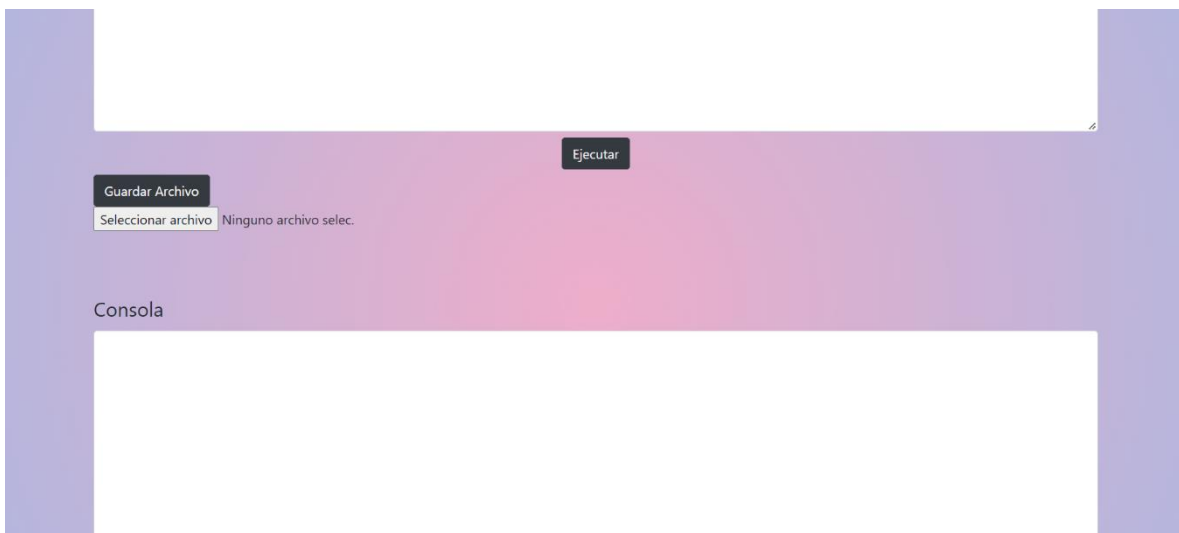 Ejecutar
Guardar Archivo
Seleccionar archivo Ninguno archivo selec.
Consola